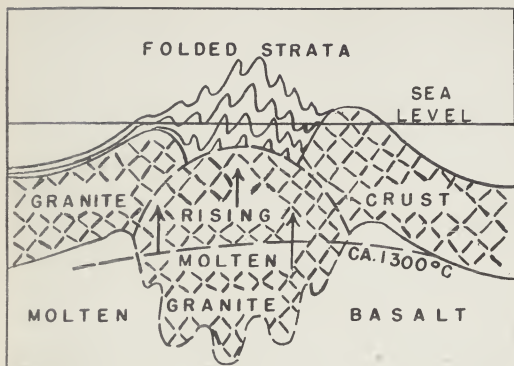 FOLDED STRATA
SEA
LEVEL
GRANITE
CRUST
RISING
MOLTEN
CA. 1300°C
GRANITE
MOLTEN
BASALT